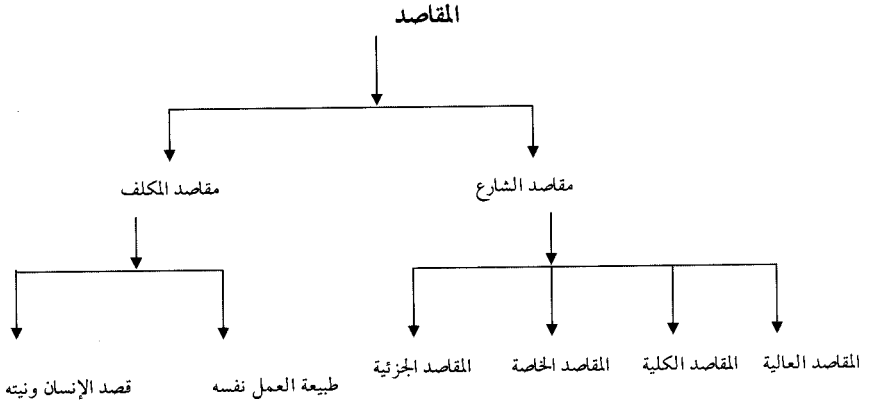 المقاصد
مقاصد الشارع
مقاصد المكلف
المقاصد العالية
المقاصد الكلية
المقاصد الخاصة
المقاصد الجزئية
طبيعة العمل نفسه
قصد الإنسان ونيته